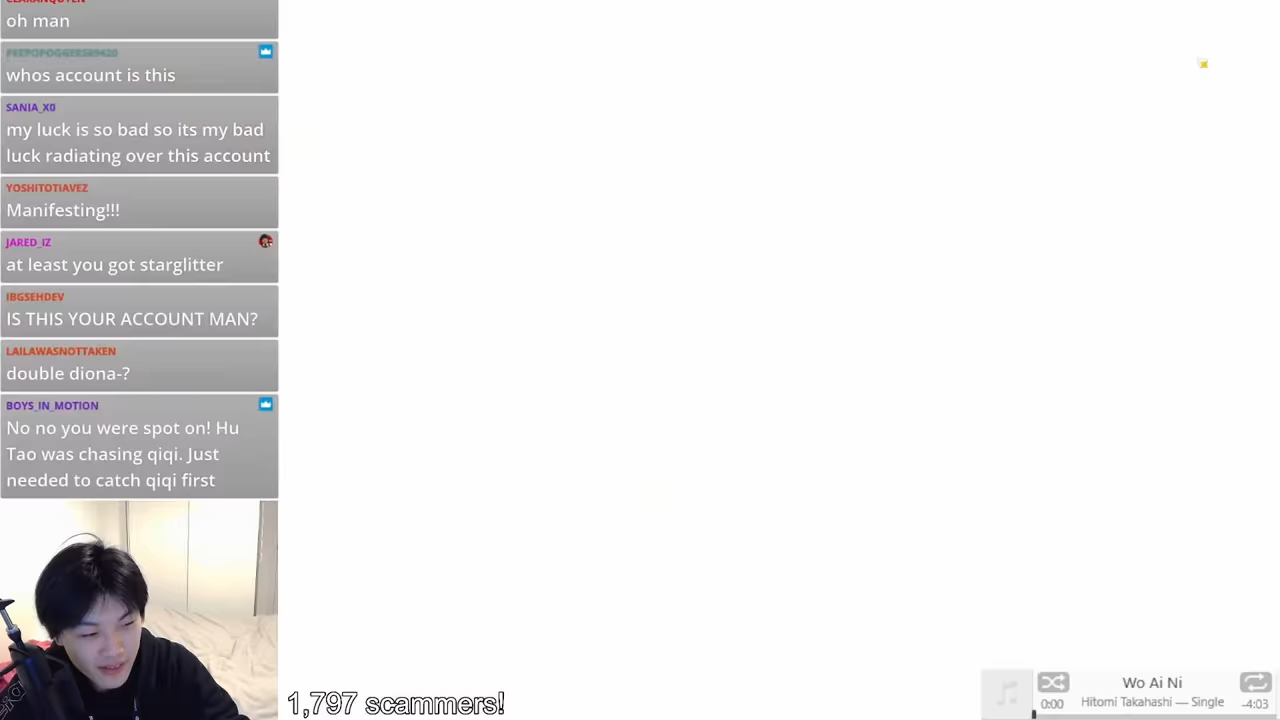 oh man
whos account is this
SANIA_X0
my luck is so bad so its my bad
luck radiating over this account
YOSHITOTIAVEZ
Manifesting!!!
JARED_IZ
at least you got starglitter
IBGSEHDEV
IS THIS YOUR ACCOUNT MAN?
LAILAWASNOTTAKEN
double diona-?
BOYS_IN_MOTION
No no you were spot on! Hu
Tao was chasing qiqi. Just
needed to catch qiqi first
1,797 scammers!
Wo Ai Ni
Hitomi Takahashi — Single
0:00
-4:03